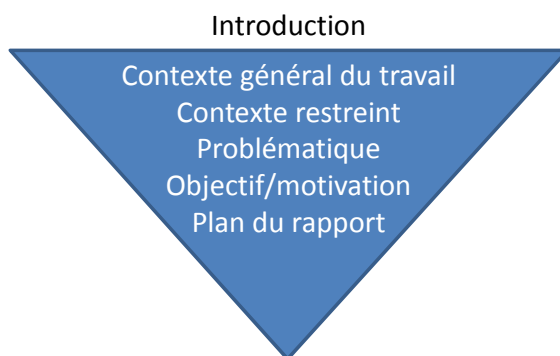 Introduction
Contexte général du travail
Contexte restreint
Problématique
Objectif/motivation
Plan du rapport